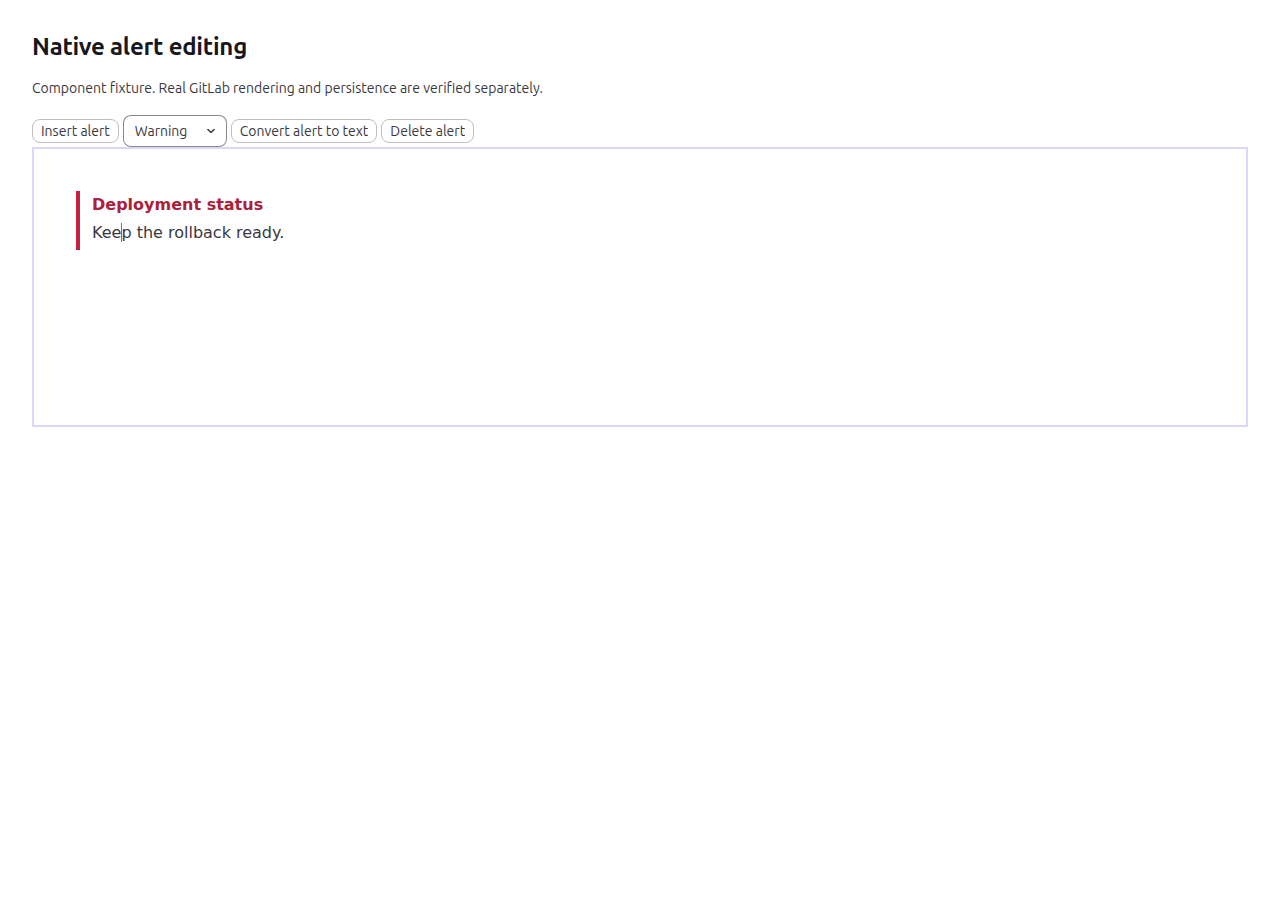 Native alert editing
Component fixture. Real GitLab rendering and persistence are verified separately.
Insert alert Warning Convert alert to text Delete alert
Deployment status
Keep the rollback ready.